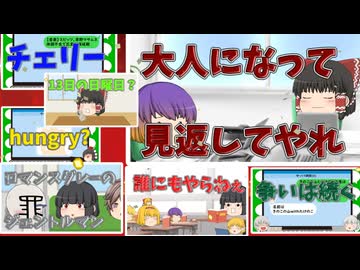 チェリー
13日の日曜日?
大人になって
見返してやれ
hungry?
ロマンスグレーの
ジェントルマン
誰にもやらねぇ
争いは続く